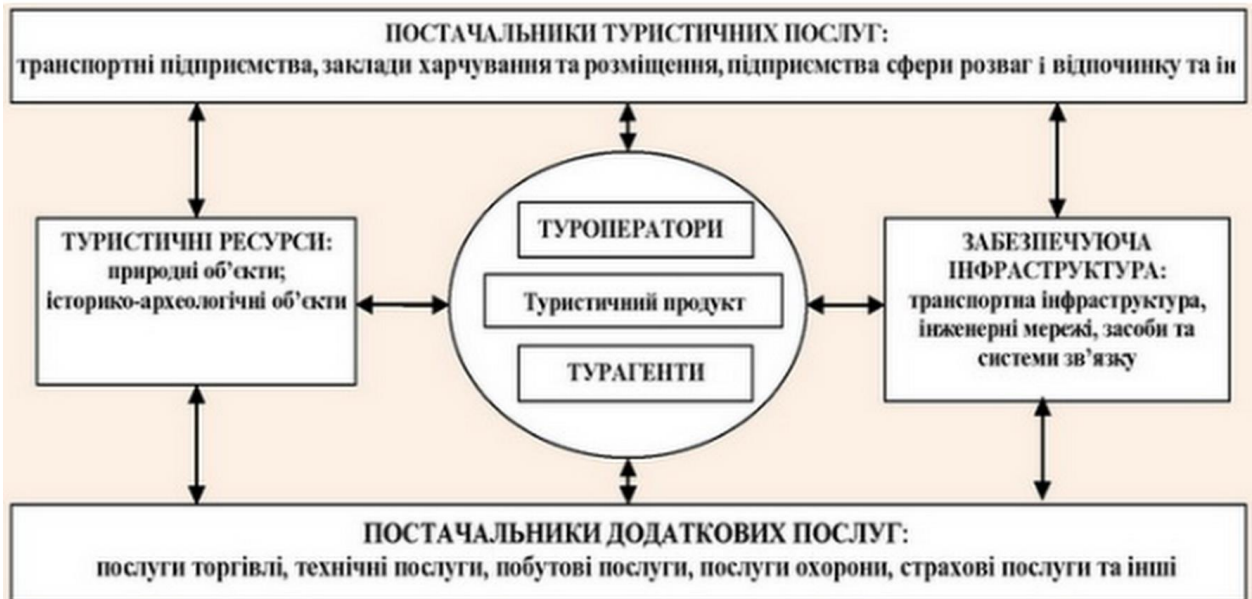 ПОСТАЧАЛЬНИКИ ТУРИСТИЧНИХ ПОСЛУГ:
транспортні підприємства, заклади харчування та розміщення, підприємства сфери розваг і відпочинку та ін
ТУРИСТИЧНІ РЕСУРСИ:
природні об’єкти;
історико-археологічні об’єкти
ТУРОПЕРАТОРИ
Туристичний продукт
ТУРАГЕНТИ
ЗАБЕЗПЕЧУЮЧА
ІНФРАСТРУКТУРА:
транспортна інфраструктура,
інженерні мережі, засоби та
системи зв’язку
ПОСТАЧАЛЬНИКИ ДОДАТКОВИХ ПОСЛУГ:
послуги торгівлі, технічні послуги, побутові послуги, послуги охорони, страхові послуги та інші